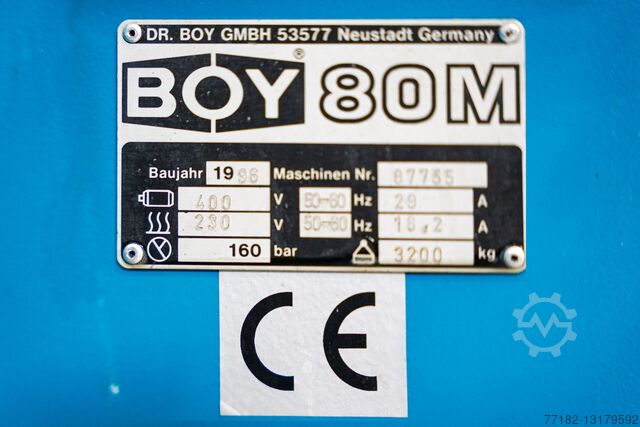 DR. BOY GMBH 53577 Neustadt Germany
BOY® 80M
Baujahr 1996 Maschinen Nr. 87755
400 V 50-60 Hz 29 A
230 V 50-60 Hz 16,2 A
160 bar 3200 kg
CE
77182-13179592